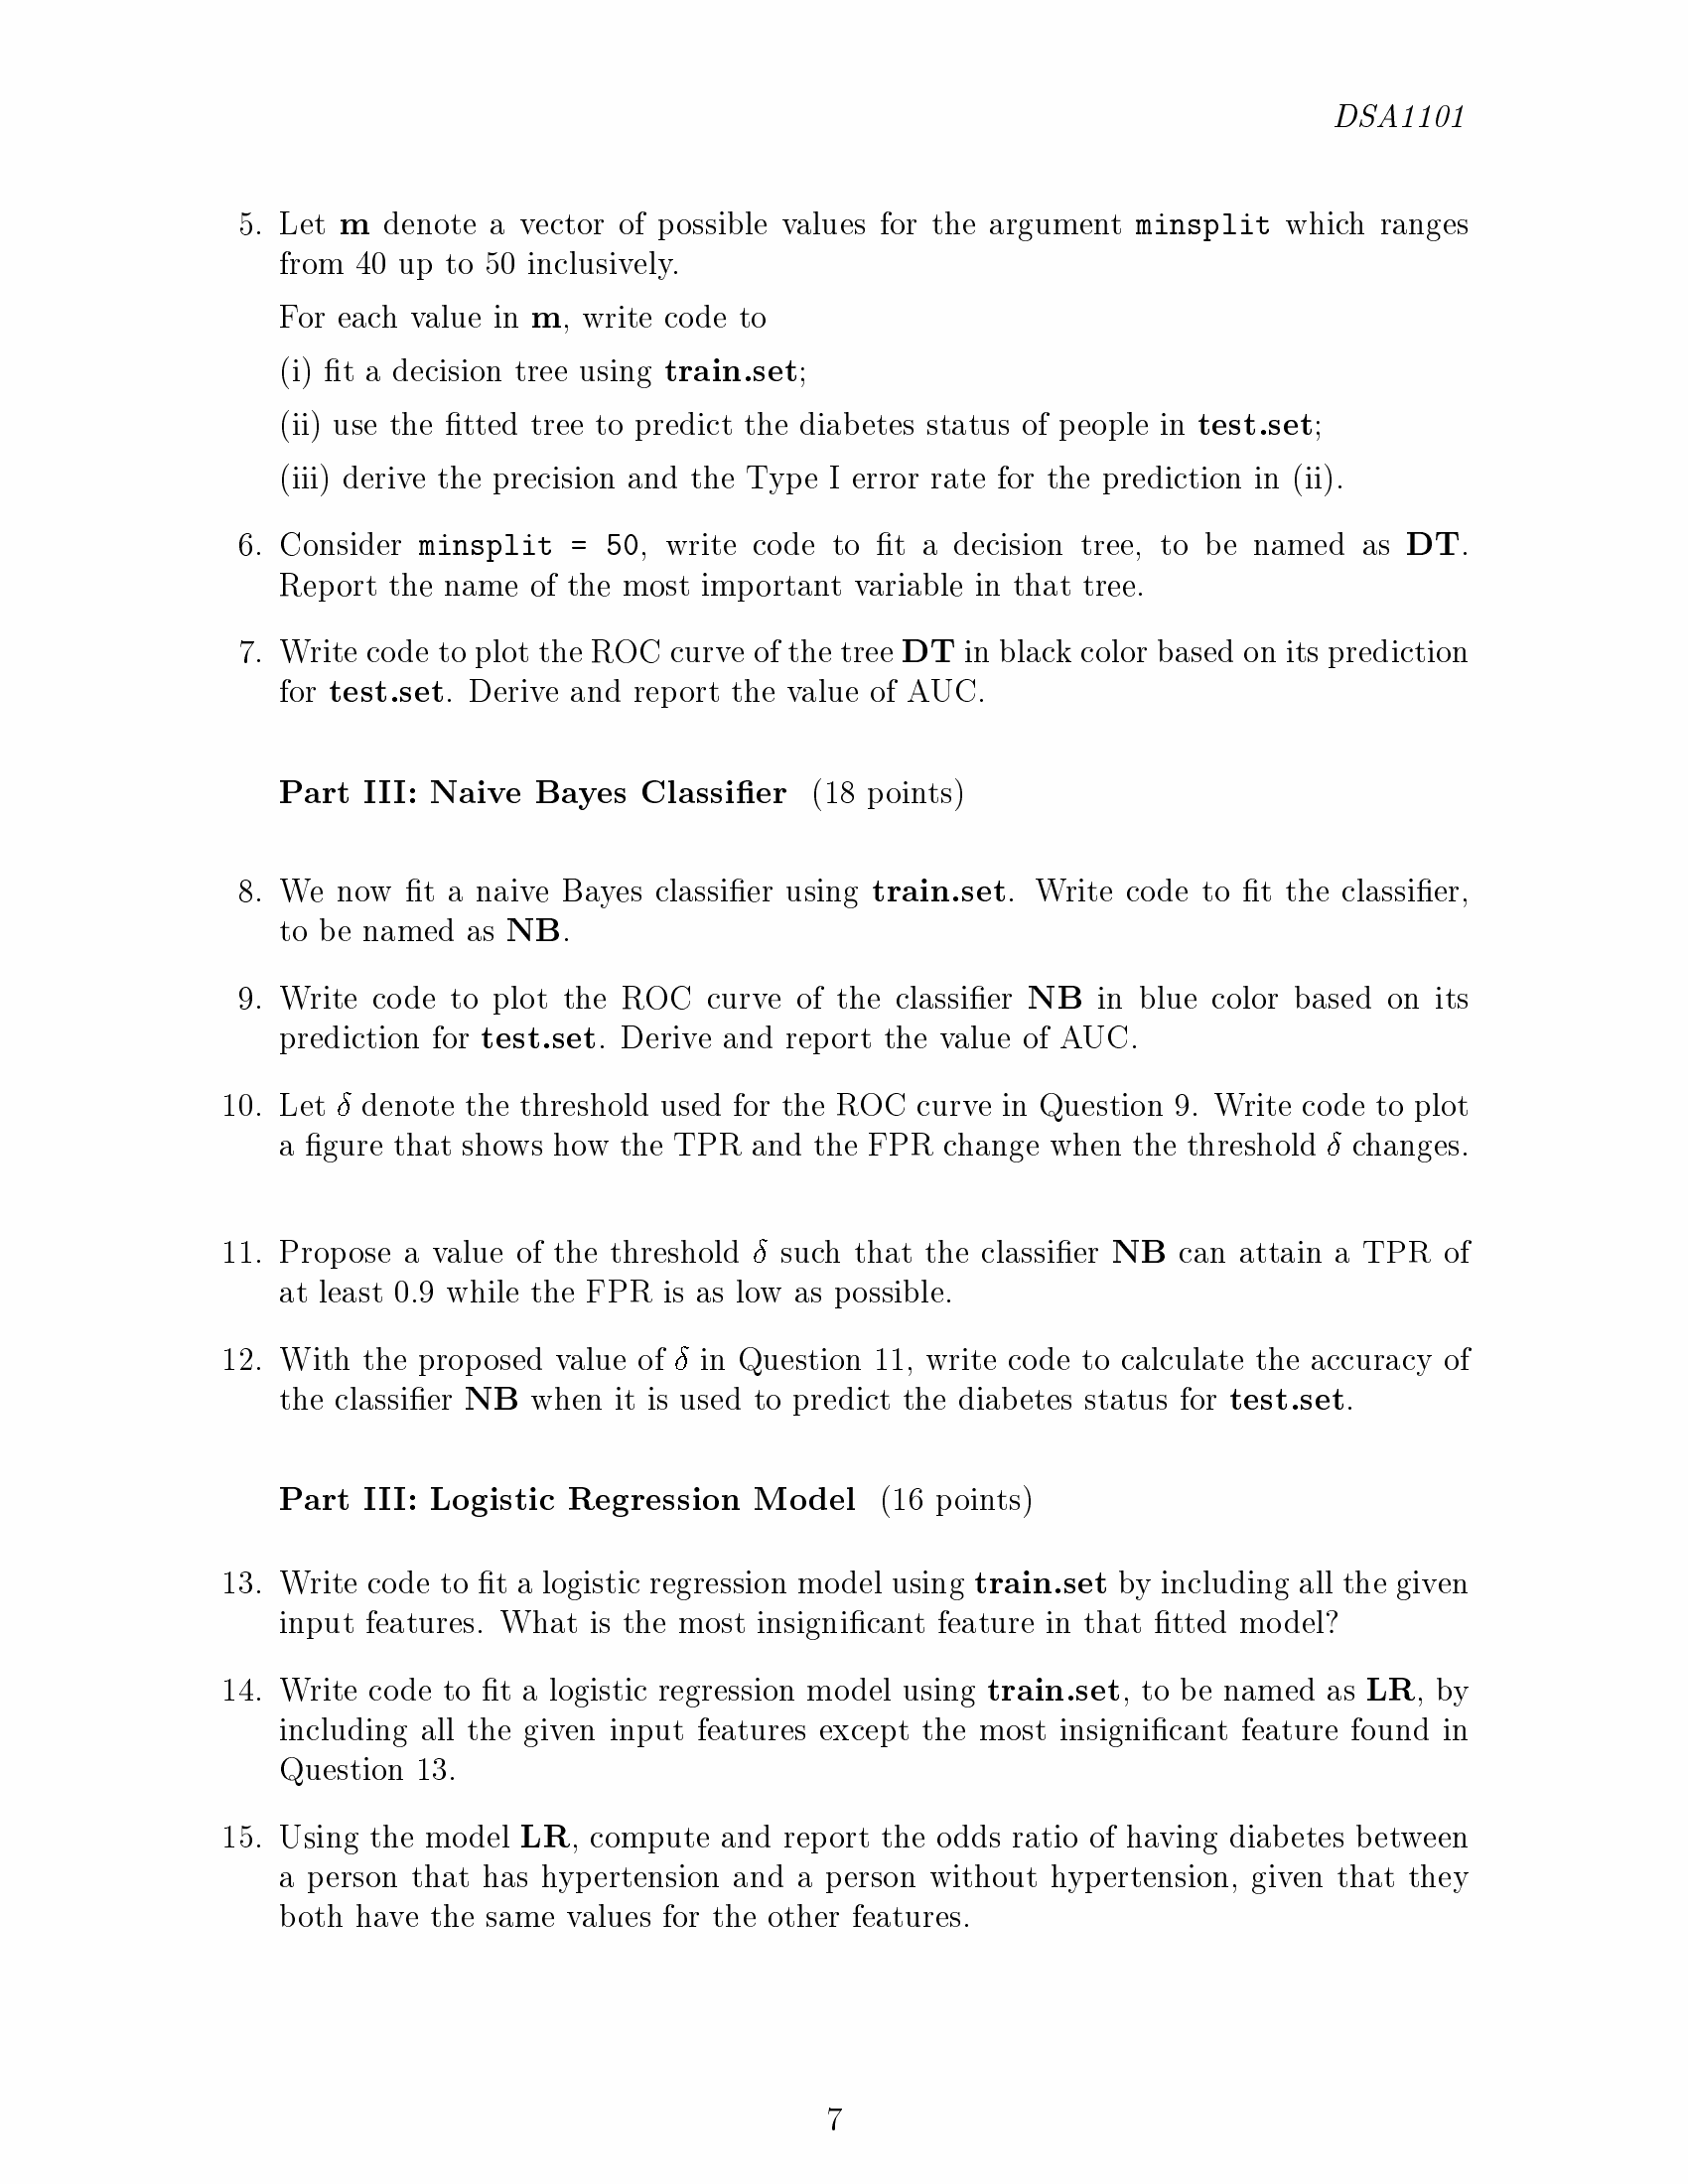 DSA1101
5. Let m denote a vector of possible values for the argument minsplit which ranges
from 40 up to 50 inclusively.
For each value in m, write code to
(i) fit a decision tree using train.set;
(ii) use the fitted tree to predict the diabetes status of people in test.set;
(iii) derive the precision and the Type I error rate for the prediction in (ii).
6. Consider minsplit = 50, write code to fit a decision tree, to be named as DT.
Report the name of the most important variable in that tree.
7. Write code to plot the ROC curve of the tree DT in black color based on its prediction
for test.set. Derive and report the value of AUC.
Part III: Naive Bayes Classifier (18 points)
8. We now fit a naive Bayes classifier using train.set. Write code to fit the classifier,
to be named as NB.
9. Write code to plot the ROC curve of the classifier NB in blue color based on its
prediction for test.set. Derive and report the value of AUC.
10. Let δ denote the threshold used for the ROC curve in Question 9. Write code to plot
a figure that shows how the TPR and the FPR change when the threshold δ changes.
11. Propose a value of the threshold δ such that the classifier NB can attain a TPR of
at least 0.9 while the FPR is as low as possible.
12. With the proposed value of δ in Question 11, write code to calculate the accuracy of
the classifier NB when it is used to predict the diabetes status for test.set.
Part III: Logistic Regression Model (16 points)
13. Write code to fit a logistic regression model using train.set by including all the given
input features. What is the most insignificant feature in that fitted model?
14. Write code to fit a logistic regression model using train.set, to be named as LR, by
including all the given input features except the most insignificant feature found in
Question 13.
15. Using the model LR, compute and report the odds ratio of having diabetes between
a person that has hypertension and a person without hypertension, given that they
both have the same values for the other features.
7